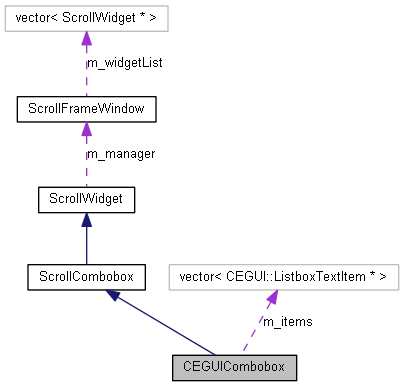 vector< ScrollWidget * >
m_widgetList
ScrollFrameWindow
m_manager
ScrollWidget
ScrollCombobox
vector< CEGUI::ListboxTextItem * >
m_items
CEGUICombobox